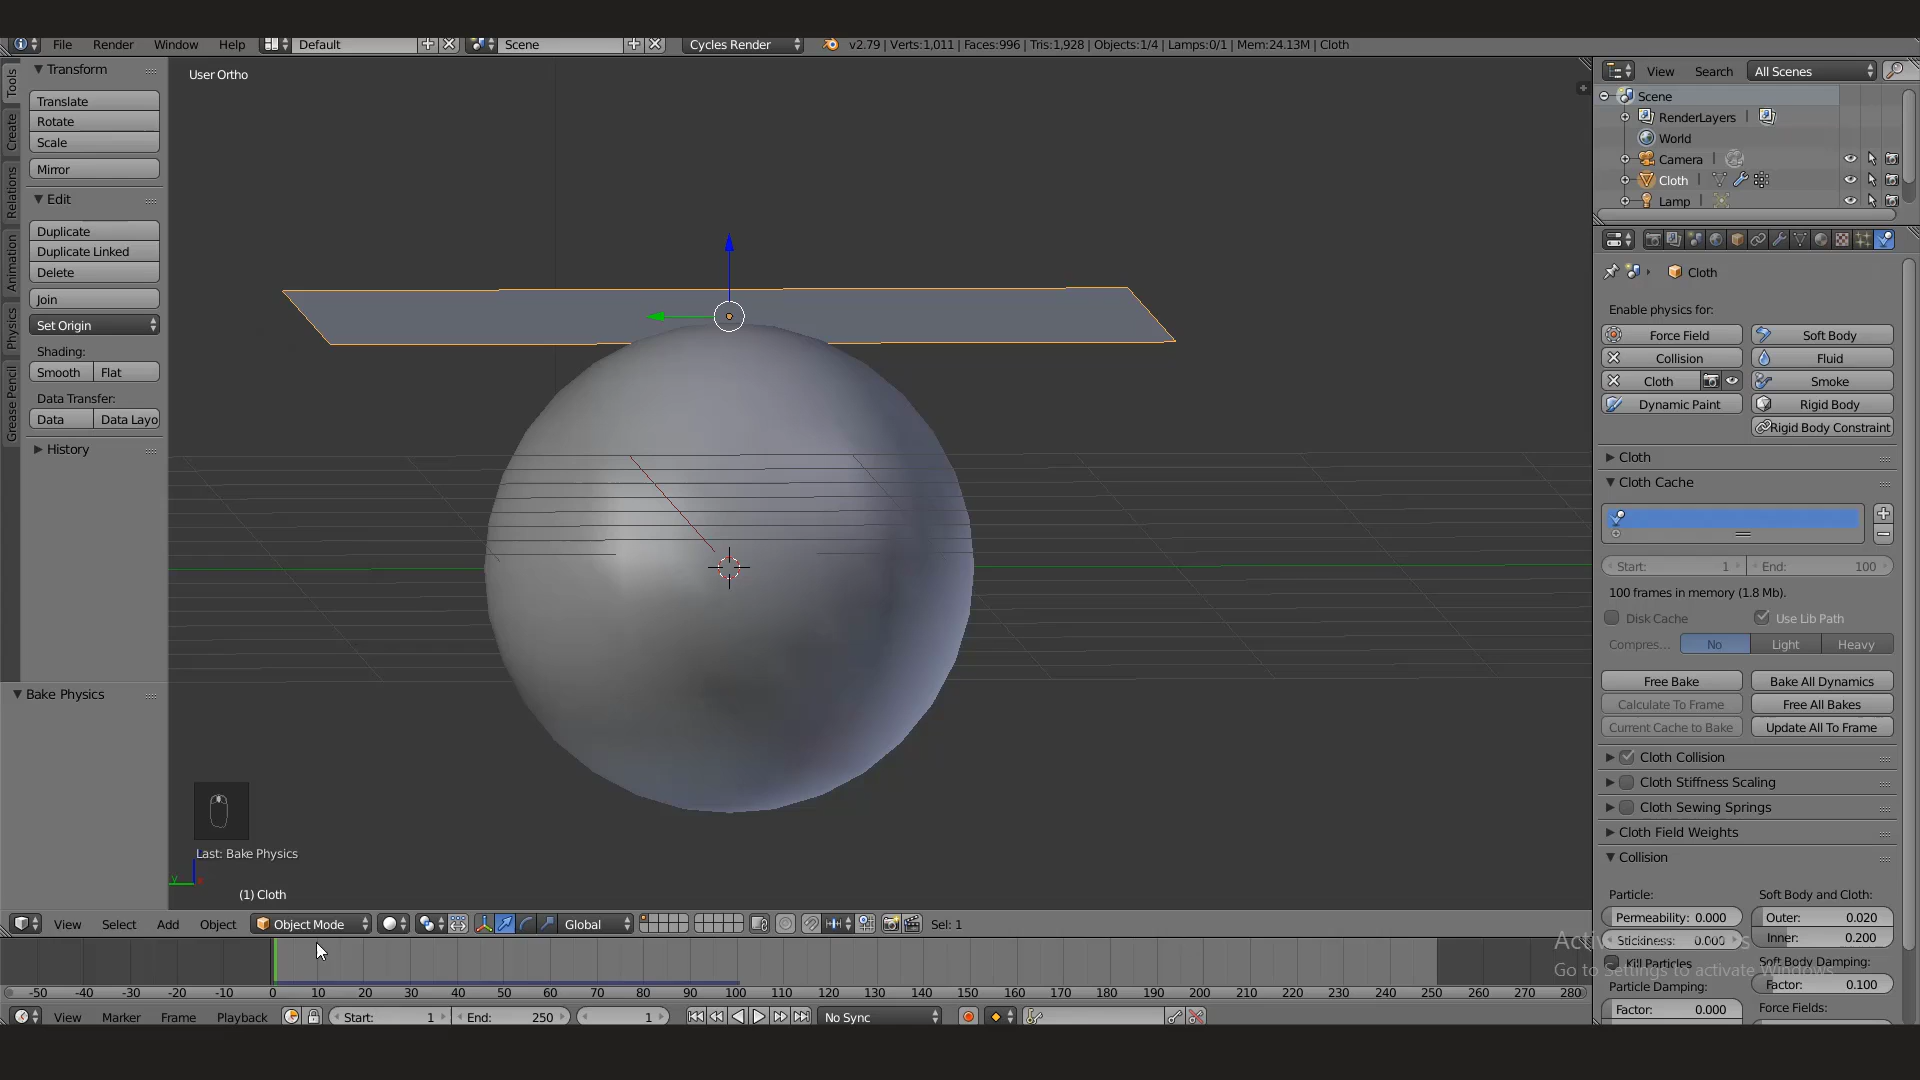 File Render Window Help Default Scene Cycles Render v2.79 | Verts:1,011 | Faces:996 | Tris:1,928 | Objects:1/4 | Lamps:0/1 | Mem:24.13M | Cloth
Tools
Create
Relations
Animation
Physics
Grease Pencil
Transform
Translate
Rotate
Scale
Mirror
Edit
Duplicate
Duplicate Linked
Delete
Join
Set Origin
Shading:
Smooth Flat
Data Transfer:
Data Data Layo
History
Bake Physics
User Ortho
Last: Bake Physics
(1) Cloth
View Select Add Object Object Mode Global Sel: 1
-50 -40 -30 -20 -10 0 10 20 30 40 50 60 70 80 90 100 110 120 130 140 150 160 170 180 190 200 210 220 230 240 250 260 270 280
View Marker Frame Playback Start: 1 End: 250 1 No Sync
View Search All Scenes
Scene
RenderLayers
World
Camera
Cloth
Lamp
Cloth
Enable physics for:
Force Field Soft Body
Collision Fluid
Cloth Smoke
Dynamic Paint Rigid Body
Rigid Body Constraint
Cloth
Cloth Cache
Start: 1 End: 100
100 frames in memory (1.8 Mb).
Disk Cache Use Lib Path
Compres... No Light Heavy
Free Bake Bake All Dynamics
Calculate To Frame Free All Bakes
Current Cache to Bake Update All To Frame
Cloth Collision
Cloth Stiffness Scaling
Cloth Sewing Springs
Cloth Field Weights
Collision
Particle: Soft Body and Cloth:
Permeability: 0.000 Outer: 0.020
Stickiness: 0.000 Inner: 0.200
Kill Particles Soft Body Damping:
Go to Settings to activate Windows.
Particle Damping: Factor: 0.100
Factor: 0.000 Force Fields: